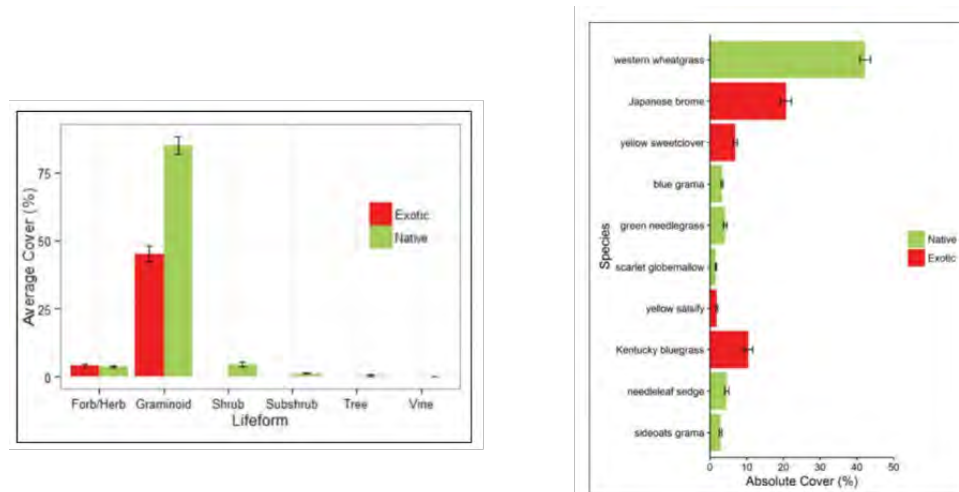 Average Cover (%)
75
50
25
0
Exotic
Native
Forb/Herb Graminoid Shrub Subshrub Tree Vine
Lifeform
Species
western wheatgrass
Japanese brome
yellow sweetclover
blue grama
green needlegrass
scarlet globemallow
yellow salsify
Kentucky bluegrass
needleleaf sedge
sideoats grama
Native
Exotic
0 10 20 30 40 50
Absolute Cover (%)